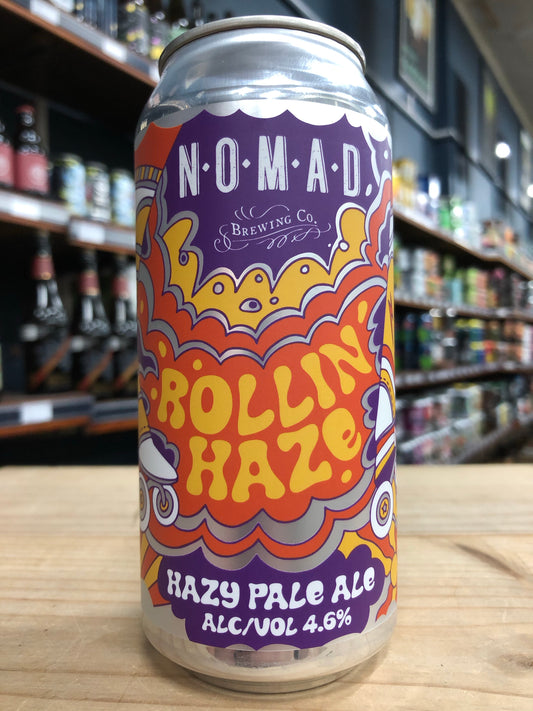 N·O·M·A·D.
BREWING CO.
ROLLIN'
HAZE
HAZY PALE ALE
ALC/VOL 4.6%